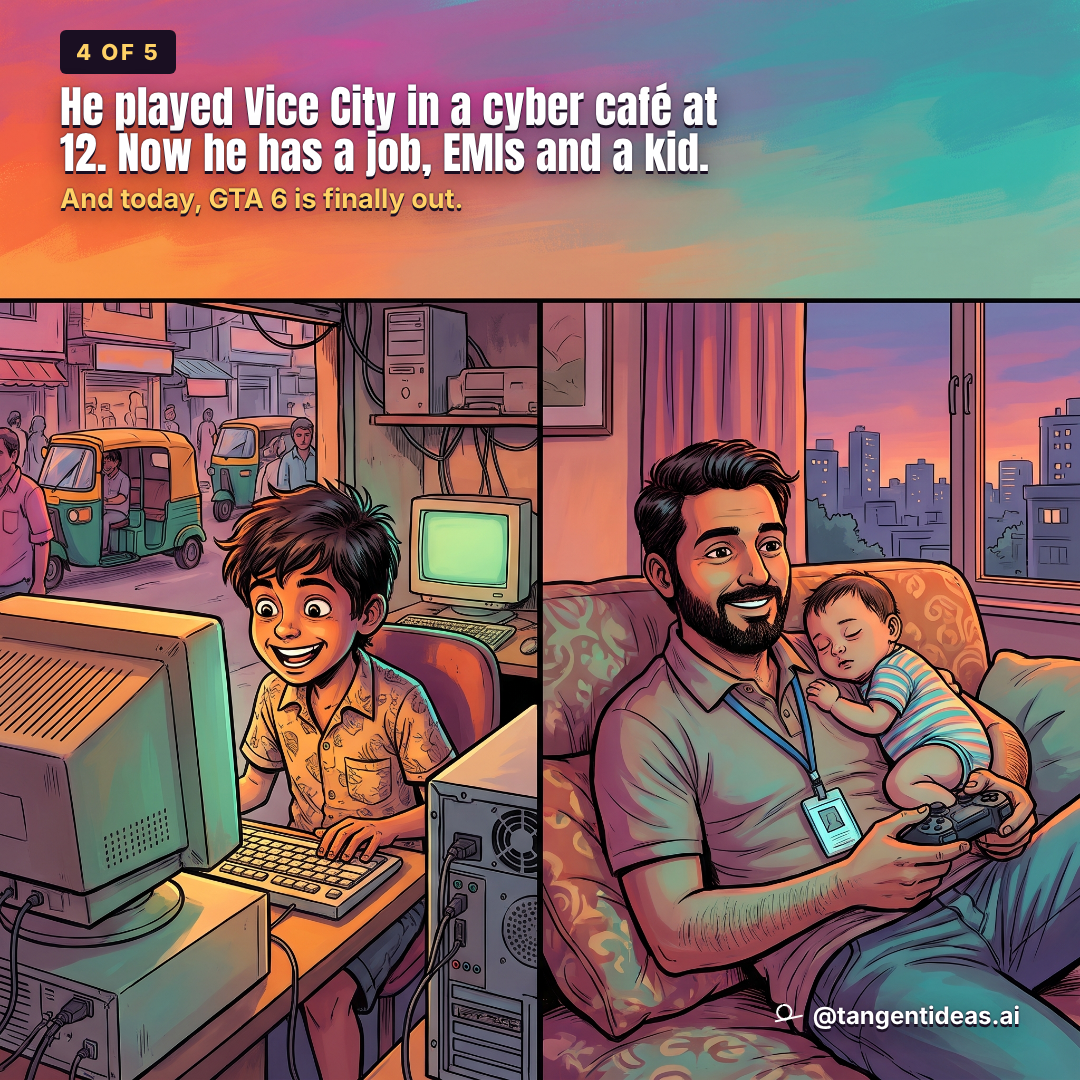 4 OF 5
He played Vice City in a cyber café at
12. Now he has a job, EMIs and a kid.
And today, GTA 6 is finally out.
@tangentideas.ai